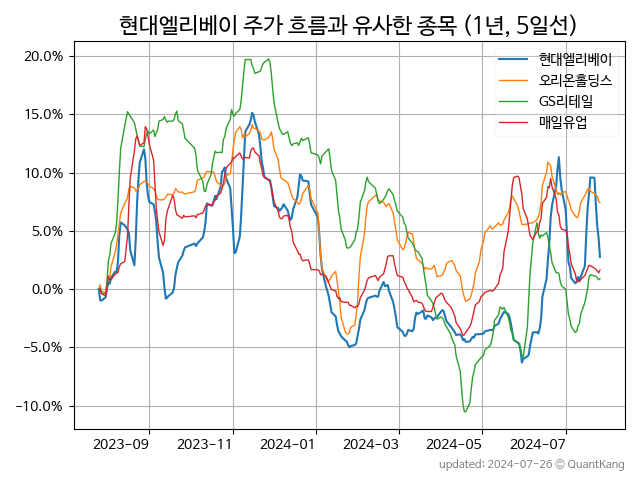 현대엘리베이 주가 흐름과 유사한 종목 (1년, 5일선)
현대엘리베이
오리온홀딩스
GS리테일
매일유업
20.0%
15.0%
10.0%
5.0%
0.0%
-5.0%
-10.0%
2023-09 2023-11 2024-01 2024-03 2024-05 2024-07
updated: 2024-07-26 © QuantKang